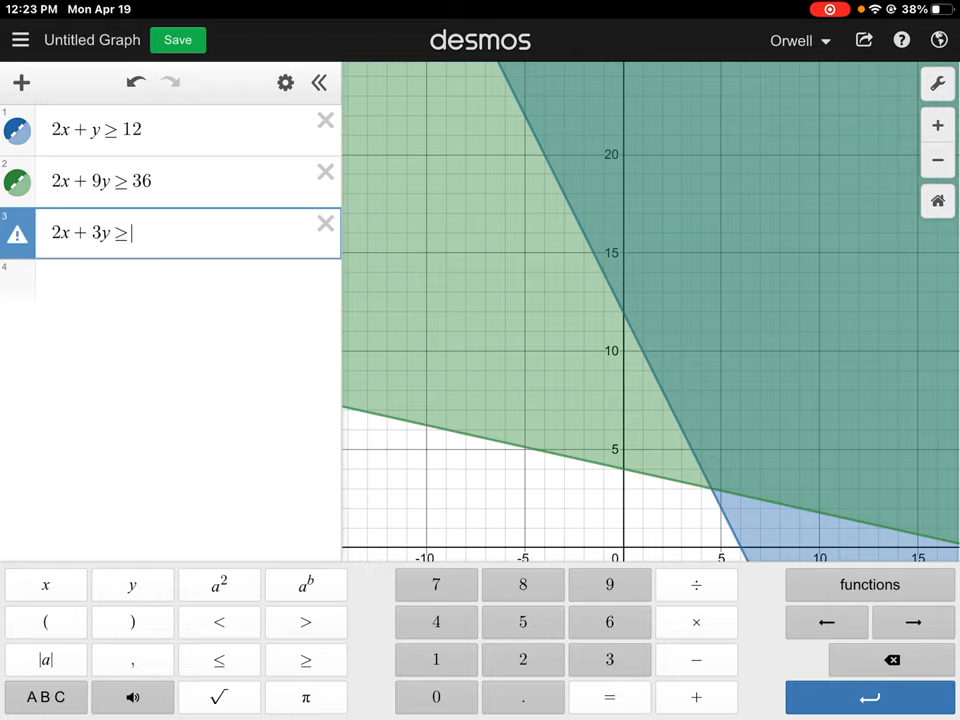 12:23 PM Mon Apr 19 38%
Untitled Graph Save desmos Orwell ?
1 2x + y ≥ 12
2 2x + 9y ≥ 36
3 2x + 3y ≥
4
20
15
10
5
-10 -5 0 5 10 15
x y a² aᵇ 7 8 9 ÷ functions
( ) < > 4 5 6 × ← →
|a| , ≤ ≥ 1 2 3 −
A B C √ π 0 . = +